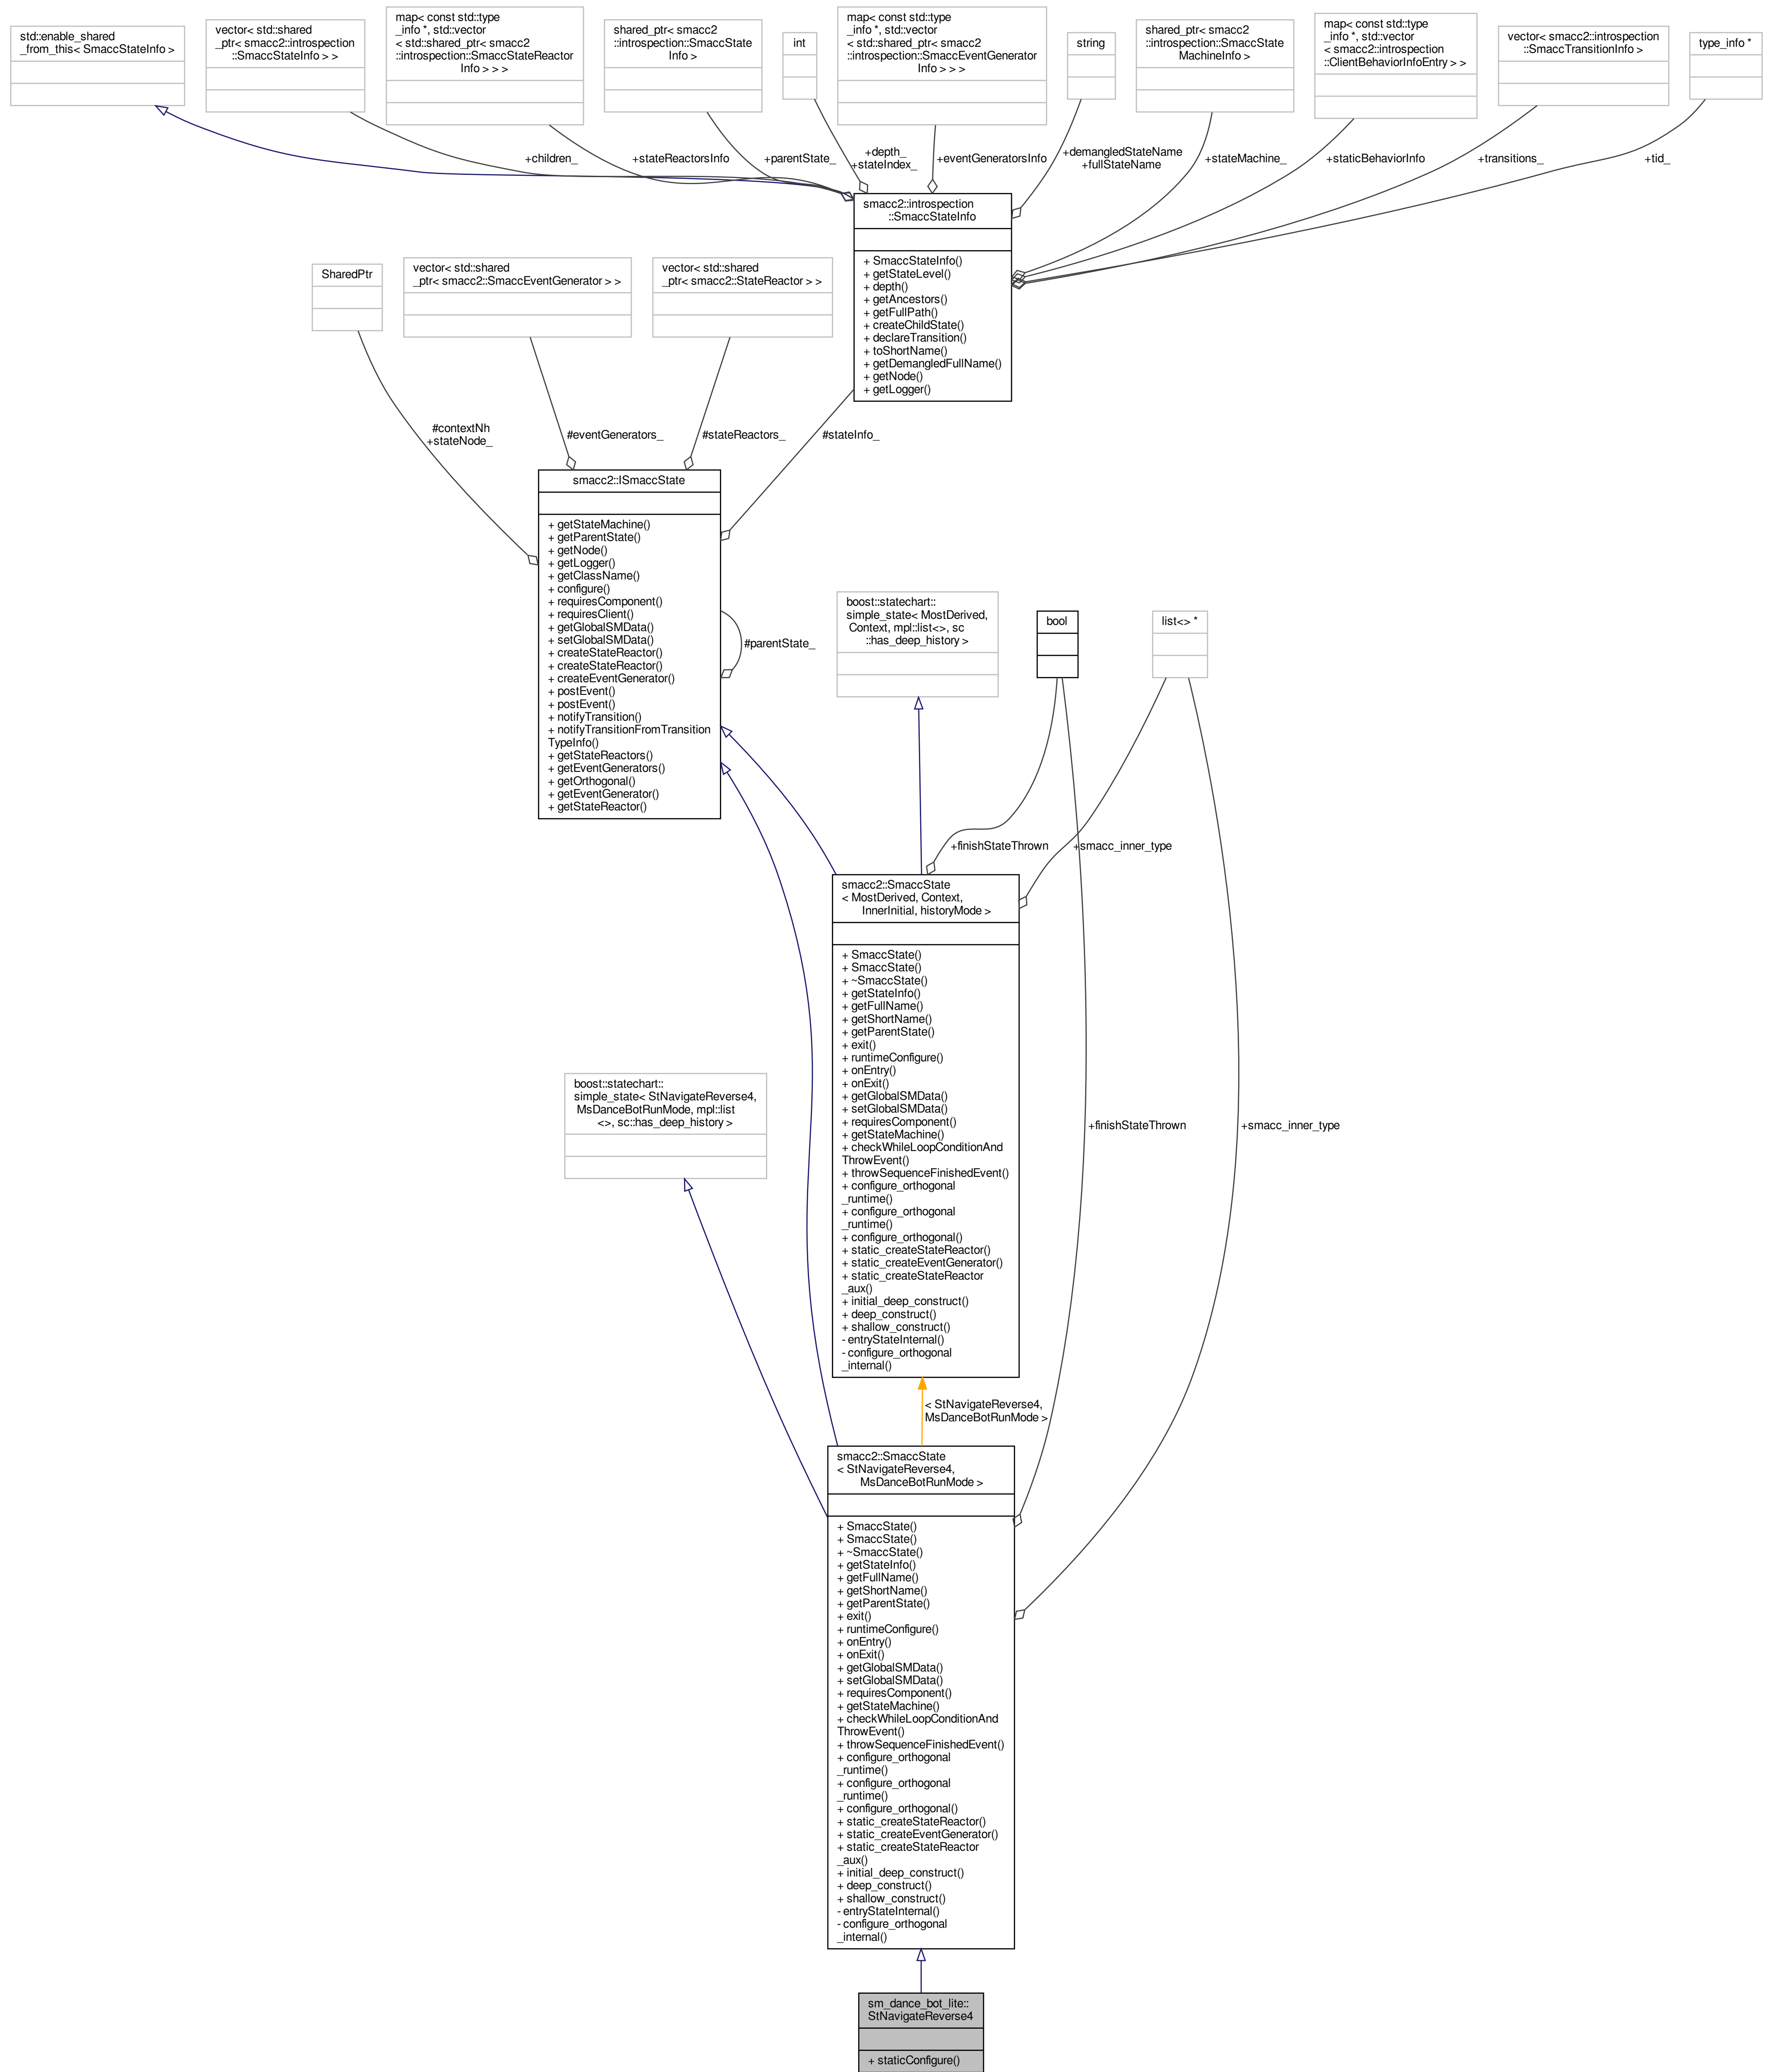 std::enable_shared
_from_this< SmaccStateInfo >
vector< std::shared
_ptr< smacc2::introspection
::SmaccStateInfo > >
map< const std::type
_info *, std::vector
< std::shared_ptr< smacc2
::introspection::SmaccStateReactor
Info > > >
shared_ptr< smacc2
::introspection::SmaccState
Info >
int
map< const std::type
_info *, std::vector
< std::shared_ptr< smacc2
::introspection::SmaccEventGenerator
Info > > >
string
shared_ptr< smacc2
::introspection::SmaccState
MachineInfo >
map< const std::type
_info *, std::vector
< smacc2::introspection
::ClientBehaviorInfoEntry > >
vector< smacc2::introspection
::SmaccTransitionInfo >
type_info *
+children_
+stateReactorsInfo
+parentState_
+depth_
+stateIndex_
+eventGeneratorsInfo
+demangledStateName
+fullStateName
+stateMachine_
+staticBehaviorInfo
+transitions_
+tid_
smacc2::introspection
::SmaccStateInfo
+ SmaccStateInfo()
+ getStateLevel()
+ depth()
+ getAncestors()
+ getFullPath()
+ createChildState()
+ declareTransition()
+ toShortName()
+ getDemangledFullName()
+ getNode()
+ getLogger()
SharedPtr
vector< std::shared
_ptr< smacc2::SmaccEventGenerator > >
vector< std::shared
_ptr< smacc2::StateReactor > >
#contextNh
+stateNode_
#eventGenerators_
#stateReactors_
#stateInfo_
smacc2::ISmaccState
+ getStateMachine()
+ getParentState()
+ getNode()
+ getLogger()
+ getClassName()
+ configure()
+ requiresComponent()
+ requiresClient()
+ getGlobalSMData()
+ setGlobalSMData()
+ createStateReactor()
+ createStateReactor()
+ createEventGenerator()
+ postEvent()
+ postEvent()
+ notifyTransition()
+ notifyTransitionFromTransition
TypeInfo()
+ getStateReactors()
+ getEventGenerators()
+ getOrthogonal()
+ getEventGenerator()
+ getStateReactor()
#parentState_
boost::statechart::
simple_state< MostDerived,
Context, mpl::list<>, sc
::has_deep_history >
bool
list<> *
+finishStateThrown
+smacc_inner_type
smacc2::SmaccState
< MostDerived, Context,
InnerInitial, historyMode >
+ SmaccState()
+ SmaccState()
+ ~SmaccState()
+ getStateInfo()
+ getFullName()
+ getShortName()
+ getParentState()
+ exit()
+ runtimeConfigure()
+ onEntry()
+ onExit()
+ getGlobalSMData()
+ setGlobalSMData()
+ requiresComponent()
+ getStateMachine()
+ checkWhileLoopConditionAnd
ThrowEvent()
+ throwSequenceFinishedEvent()
+ configure_orthogonal
_runtime()
+ configure_orthogonal
_runtime()
+ configure_orthogonal()
+ static_createStateReactor()
+ static_createEventGenerator()
+ static_createStateReactor
_aux()
+ initial_deep_construct()
+ deep_construct()
+ shallow_construct()
- entryStateInternal()
- configure_orthogonal
_internal()
boost::statechart::
simple_state< StNavigateReverse4,
MsDanceBotRunMode, mpl::list
<>, sc::has_deep_history >
+finishStateThrown
+smacc_inner_type
< StNavigateReverse4,
MsDanceBotRunMode >
smacc2::SmaccState
< StNavigateReverse4,
MsDanceBotRunMode >
+ SmaccState()
+ SmaccState()
+ ~SmaccState()
+ getStateInfo()
+ getFullName()
+ getShortName()
+ getParentState()
+ exit()
+ runtimeConfigure()
+ onEntry()
+ onExit()
+ getGlobalSMData()
+ setGlobalSMData()
+ requiresComponent()
+ getStateMachine()
+ checkWhileLoopConditionAnd
ThrowEvent()
+ throwSequenceFinishedEvent()
+ configure_orthogonal
_runtime()
+ configure_orthogonal
_runtime()
+ configure_orthogonal()
+ static_createStateReactor()
+ static_createEventGenerator()
+ static_createStateReactor
_aux()
+ initial_deep_construct()
+ deep_construct()
+ shallow_construct()
- entryStateInternal()
- configure_orthogonal
_internal()
sm_dance_bot_lite::
StNavigateReverse4
+ staticConfigure()